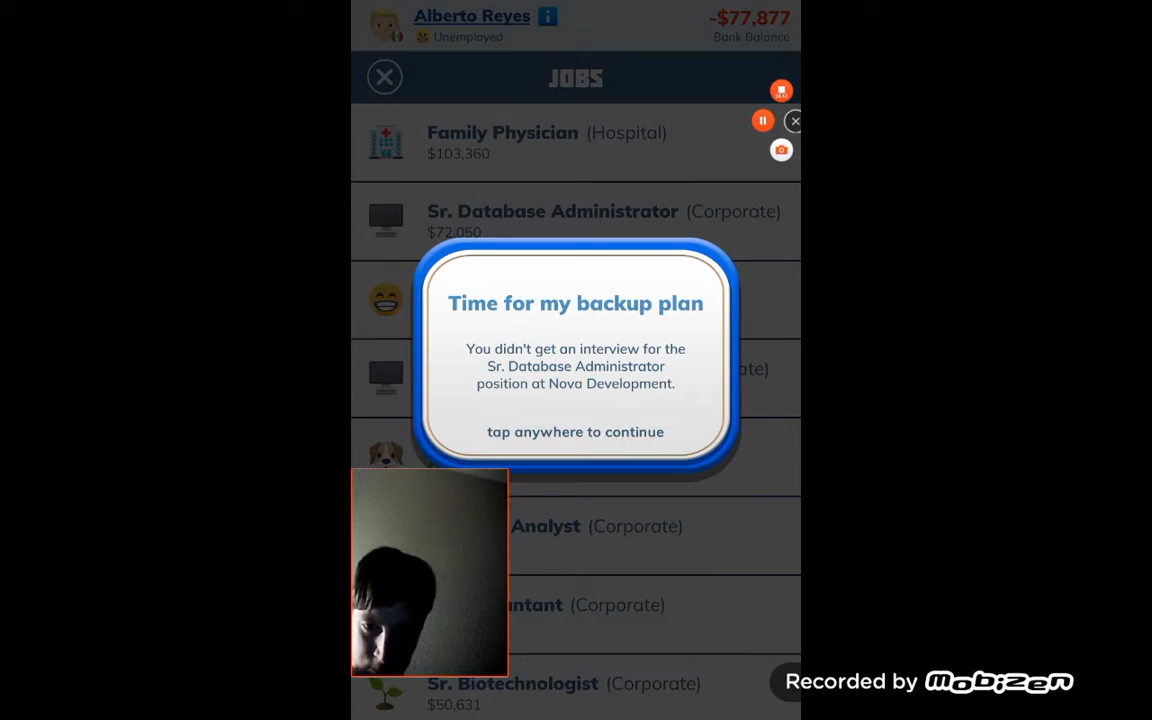 Alberto Reyes
Unemployed
-$77,877
Bank Balance
JOBS
Family Physician (Hospital)
$103,360
Sr. Database Administrator (Corporate)
$72,050
Time for my backup plan
You didn't get an interview for the
Sr. Database Administrator
position at Nova Development.
tap anywhere to continue
Analyst (Corporate)
(Corporate)
Sr. Biotechnologist (Corporate)
$50,631
Recorded by mobizen